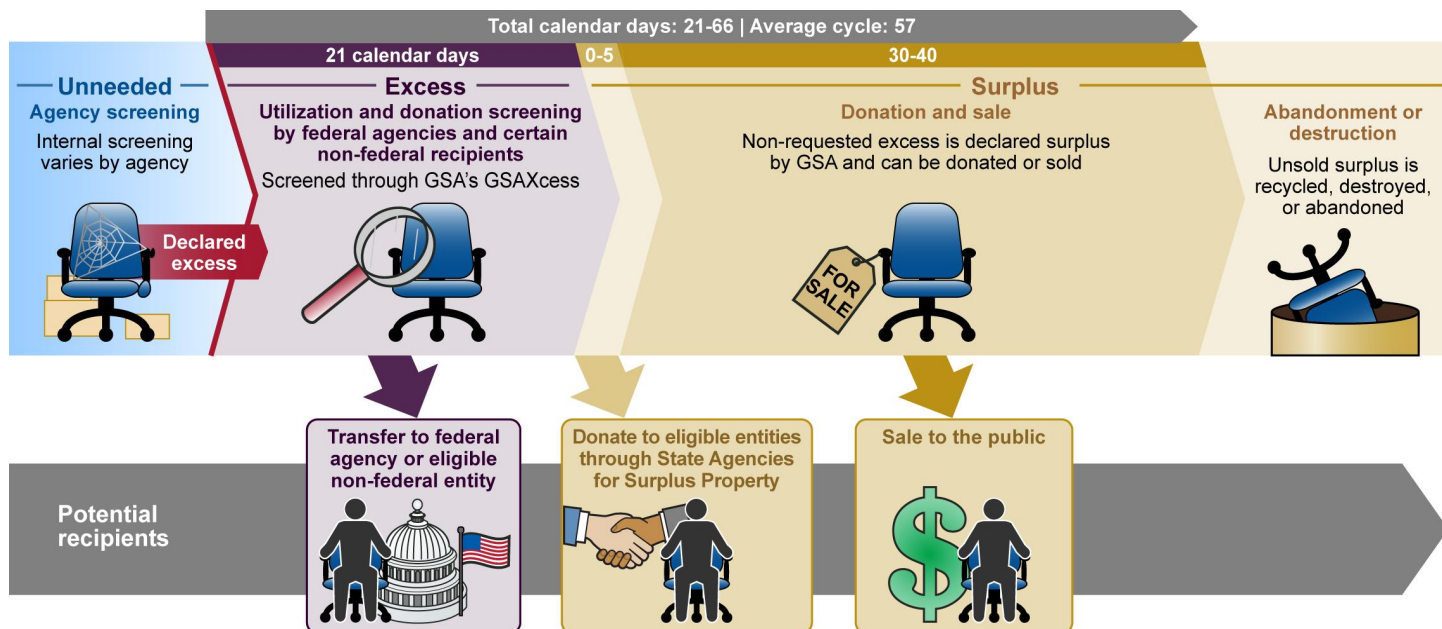 Total calendar days: 21-66 | Average cycle: 57
21 calendar days
0-5
30-40
Unneeded
Agency screening
Internal screening
varies by agency
Declared
excess
Excess
Utilization and donation screening
by federal agencies and certain
non-federal recipients
Screened through GSA's GSAXcess
Surplus
Donation and sale
Non-requested excess is declared surplus
by GSA and can be donated or sold
FOR
SALE
Abandonment or
destruction
Unsold surplus is
recycled, destroyed,
or abandoned
Potential
recipients
Transfer to federal
agency or eligible
non-federal entity
Donate to eligible entities
through State Agencies
for Surplus Property
Sale to the public
$